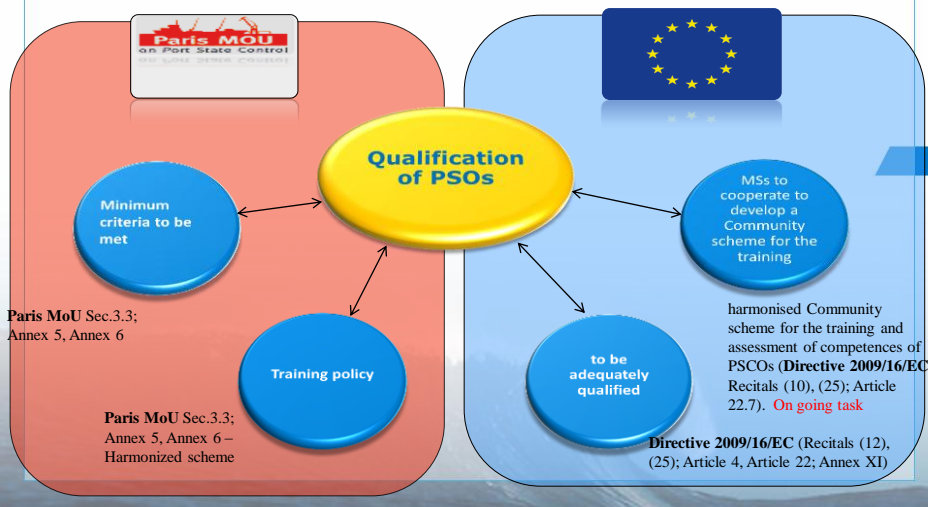 Paris MOU
on Port State Control
Qualification
of PSOs
Minimum
criteria to be
met
Paris MoU Sec.3.3;
Annex 5, Annex 6
Training policy
Paris MoU Sec.3.3;
Annex 5, Annex 6 –
Harmonized scheme
MSs to
cooperate to
develop a
Community
scheme for the
training
harmonised Community
scheme for the training and
assessment of competences of
PSCOs (Directive 2009/16/EC
Recitals (10), (25); Article
22.7). On going task
to be
adequately
qualified
Directive 2009/16/EC (Recitals (12),
(25); Article 4, Article 22; Annex XI)